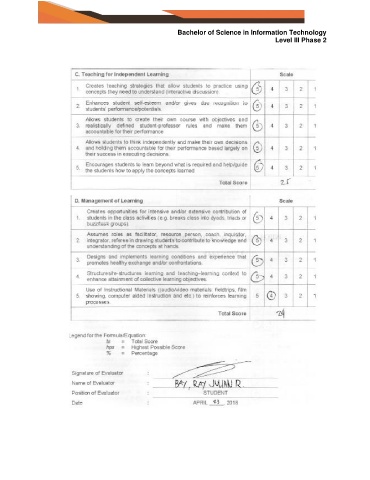 Bachelor of Science in Information Technology
Level III Phase 2
C. Teaching for Independent Learning Scale
1. Creates teaching strategies that allow students to practice using 5 4 3 2 1
concepts they need to understand (interactive discussion)
2. Enhances student self-esteem and/or gives due recognition to 5 4 3 2 1
students' performance/potentials.
3. Allows students to create their own course with objectives and 5 4 3 2 1
realistically defined student-professor rules and make them
accountable for their performance
4. Allows students to think independently and make their own decisions 5 4 3 2 1
and holding them accountable for their performance based largely on
their success in executing decisions.
5. Encourages students to learn beyond what is required and help/guide 5 4 3 2 1
the students how to apply the concepts learned
Total Score 25
D. Management of Learning Scale
1. Creates opportunities for intensive and/or extensive contribution of 5 4 3 2 1
students in the class activities (e.g. breaks class into dyads, triads or
buzz/task groups).
2. Assumes roles as facilitator, resource person, coach, inquisitor, 5 4 3 2 1
integrator, referee in drawing students to contribute to knowledge and
understanding of the concepts at hands.
3. Designs and implements learning conditions and experience that 5 4 3 2 1
promotes healthy exchange and/or confrontations.
4. Structures/re-structures learning and teaching-learning context to 5 4 3 2 1
enhance attainment of collective learning objectives.
5. Use of Instructional Materials (audio/video materials, fieldtrips, film 5 4 3 2 1
showing, computer aided instruction and etc.) to reinforces learning
processes.
Total Score 24
Legend for the Formula/Equation:
ts = Total Score
hps = Highest Possible Score
% = Percentage
Signature of Evaluator :
Name of Evaluator : BAY, RAY JULIAN R.
Position of Evaluator : STUDENT
Date : APRIL 2016